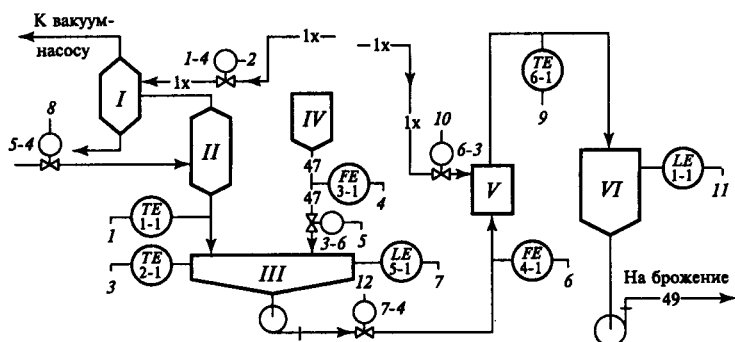 К вакуум-
насосу
1-4
2
1х
1х
1х
1х
I
8
5-4
II
IV
47
47
FE
3-1
4
3-6
5
TE
1-1
1
TE
2-1
3
III
LE
5-1
7
12
7-4
10
6-3
V
TE
6-1
9
FE
4-1
6
VI
LE
1-1
11
На брожение
49